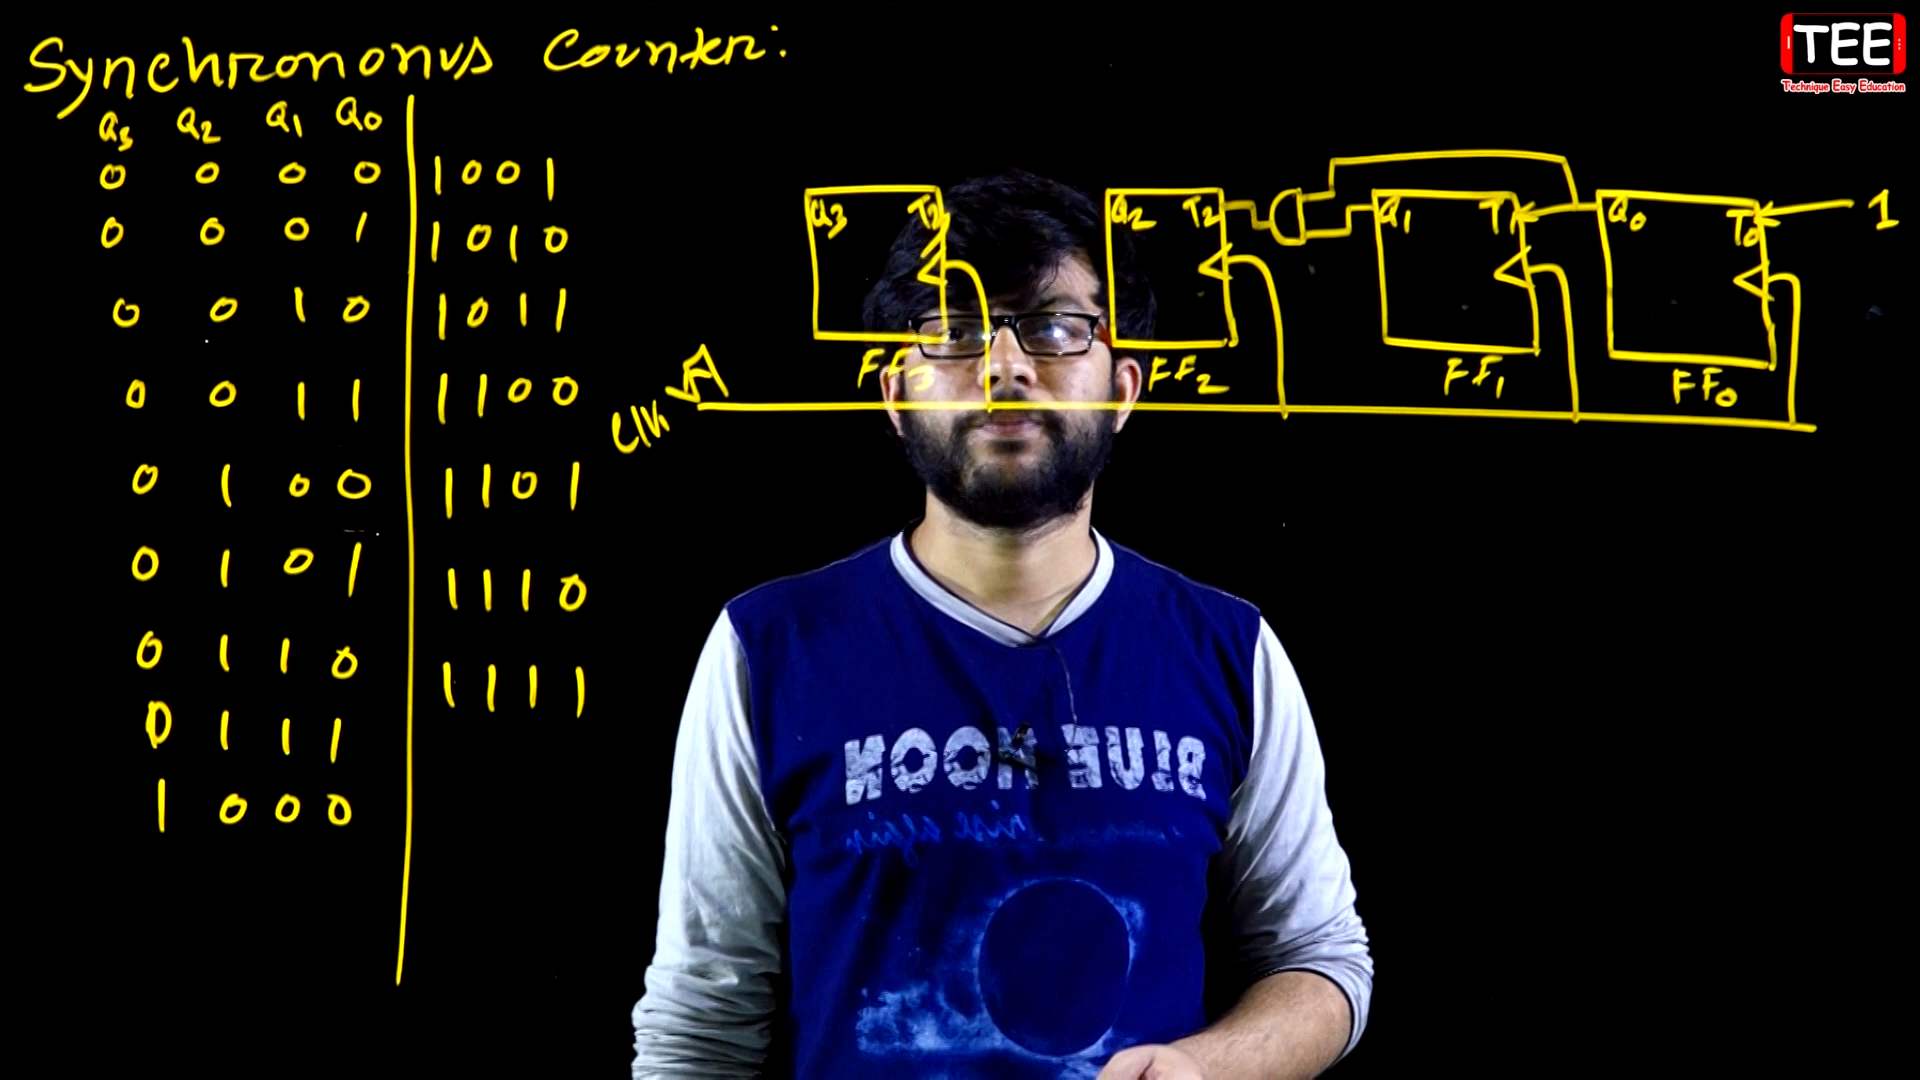 Synchrononus Counter:
TEE
Technique Easy Education
Q3 Q2 Q1 Q0
0 0 0 0
0 0 0 1
0 0 1 0
0 0 1 1
0 1 0 0
0 1 0 1
0 1 1 0
0 1 1 1
1 0 0 0
1 0 0 1
1 0 1 0
1 0 1 1
1 1 0 0
1 1 0 1
1 1 1 0
1 1 1 1
Q3 T3 Q2 T2 Q1 T1 Q0 T0 1
FF3 FF2 FF1 FF0
Clk
BLUE MOON
rise again